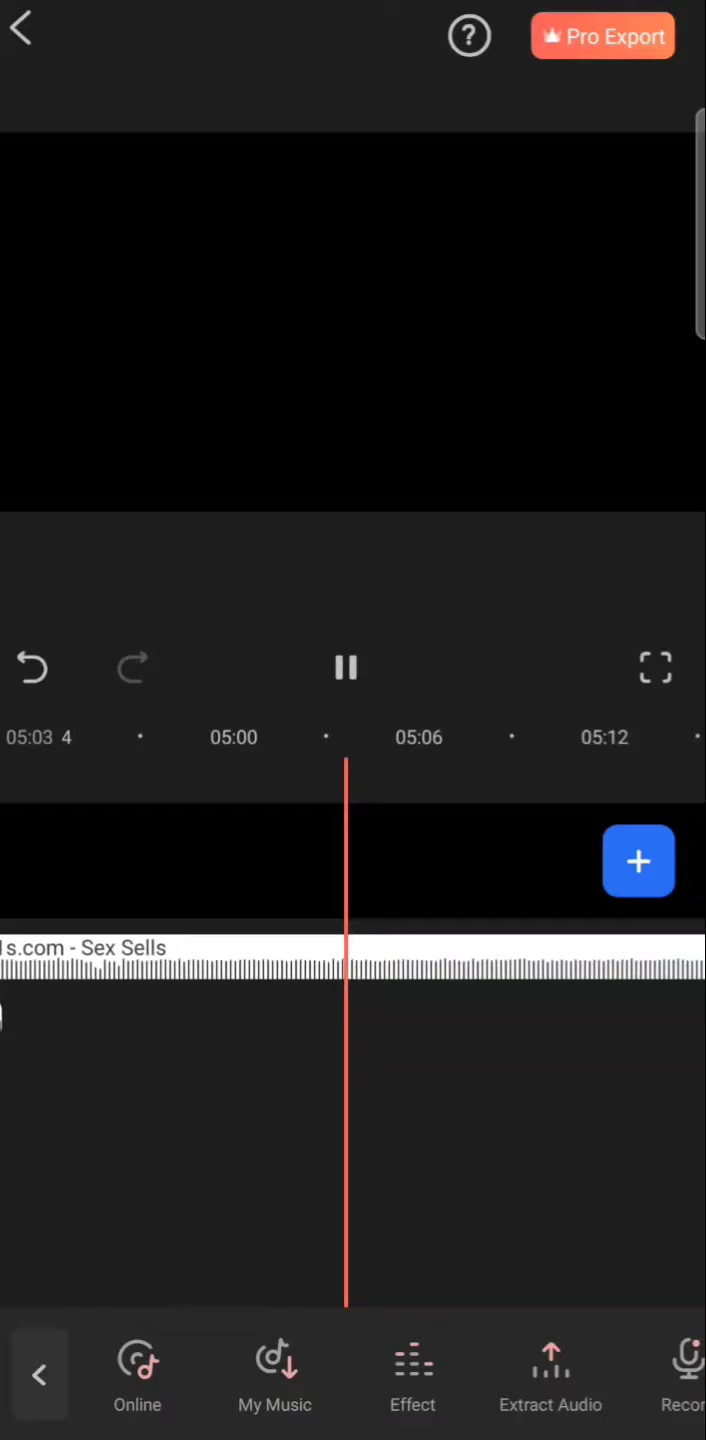 ? Pro Export
05:03 4 05:00 05:06 05:12
+
s.com - Sex Sells
Online My Music Effect Extract Audio Recor